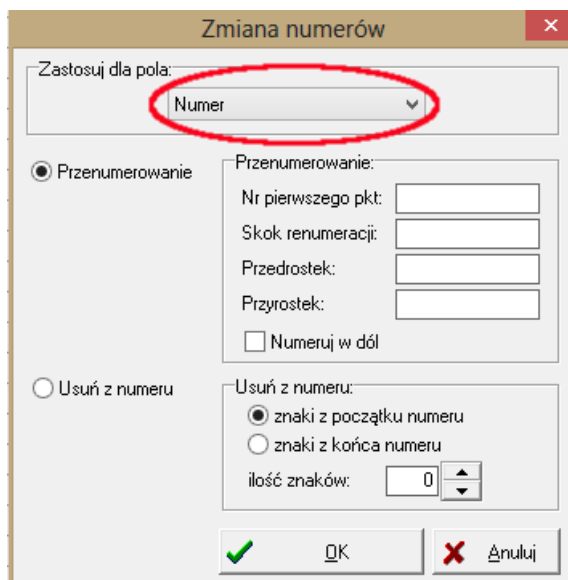 Zmiana numerów
Zastosuj dla pola:
Numer
Przenumerowanie
Przenumerowanie:
Nr pierwszego pkt:
Skok renumeracji:
Przedrostek:
Przyrostek:
Numeruj w dól
Usuń z numeru
Usuń z numeru:
znaki z początku numeru
znaki z końca numeru
ilość znaków: 0
OK
Anuluj